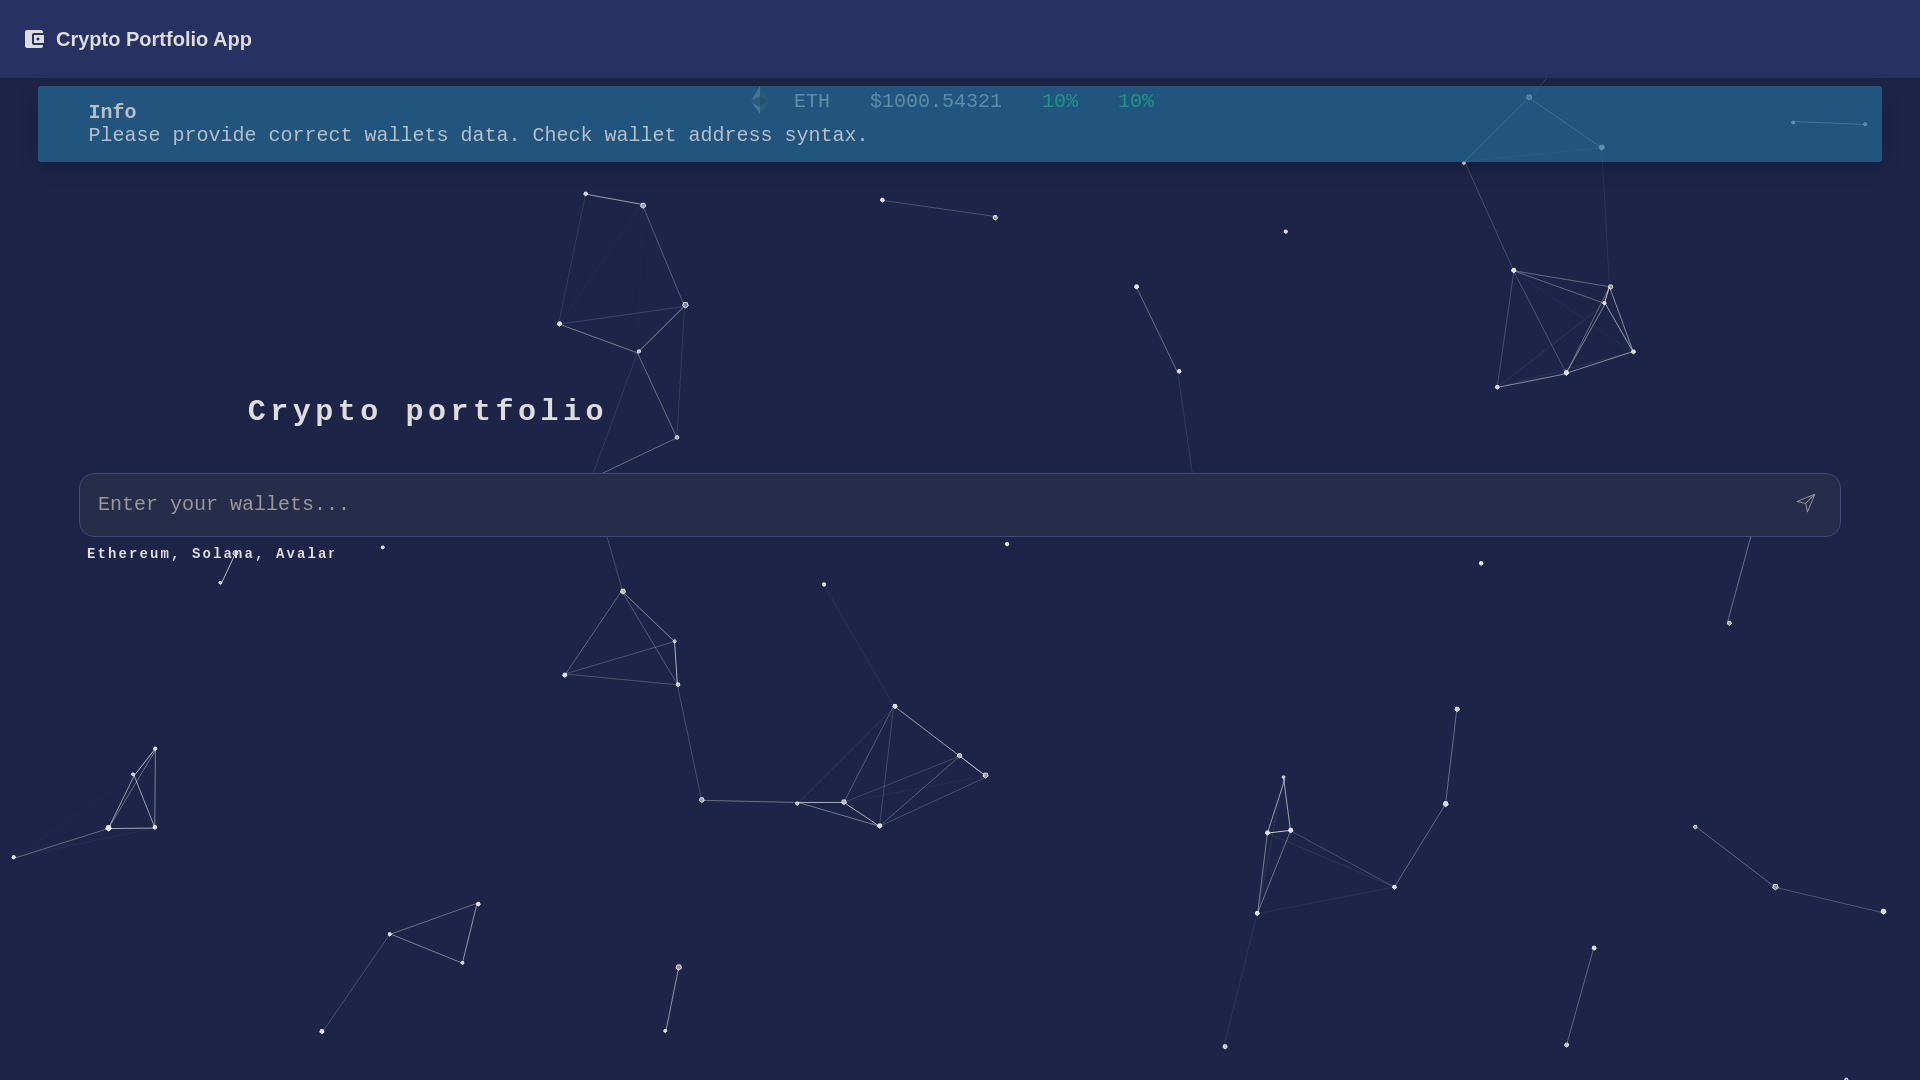 Crypto Portfolio App
ETH $1000.54321 10% 10%
Info
Please provide correct wallets data. Check wallet address syntax.
Crypto portfolio
Enter your wallets...
Ethereum, Solana, Avalar